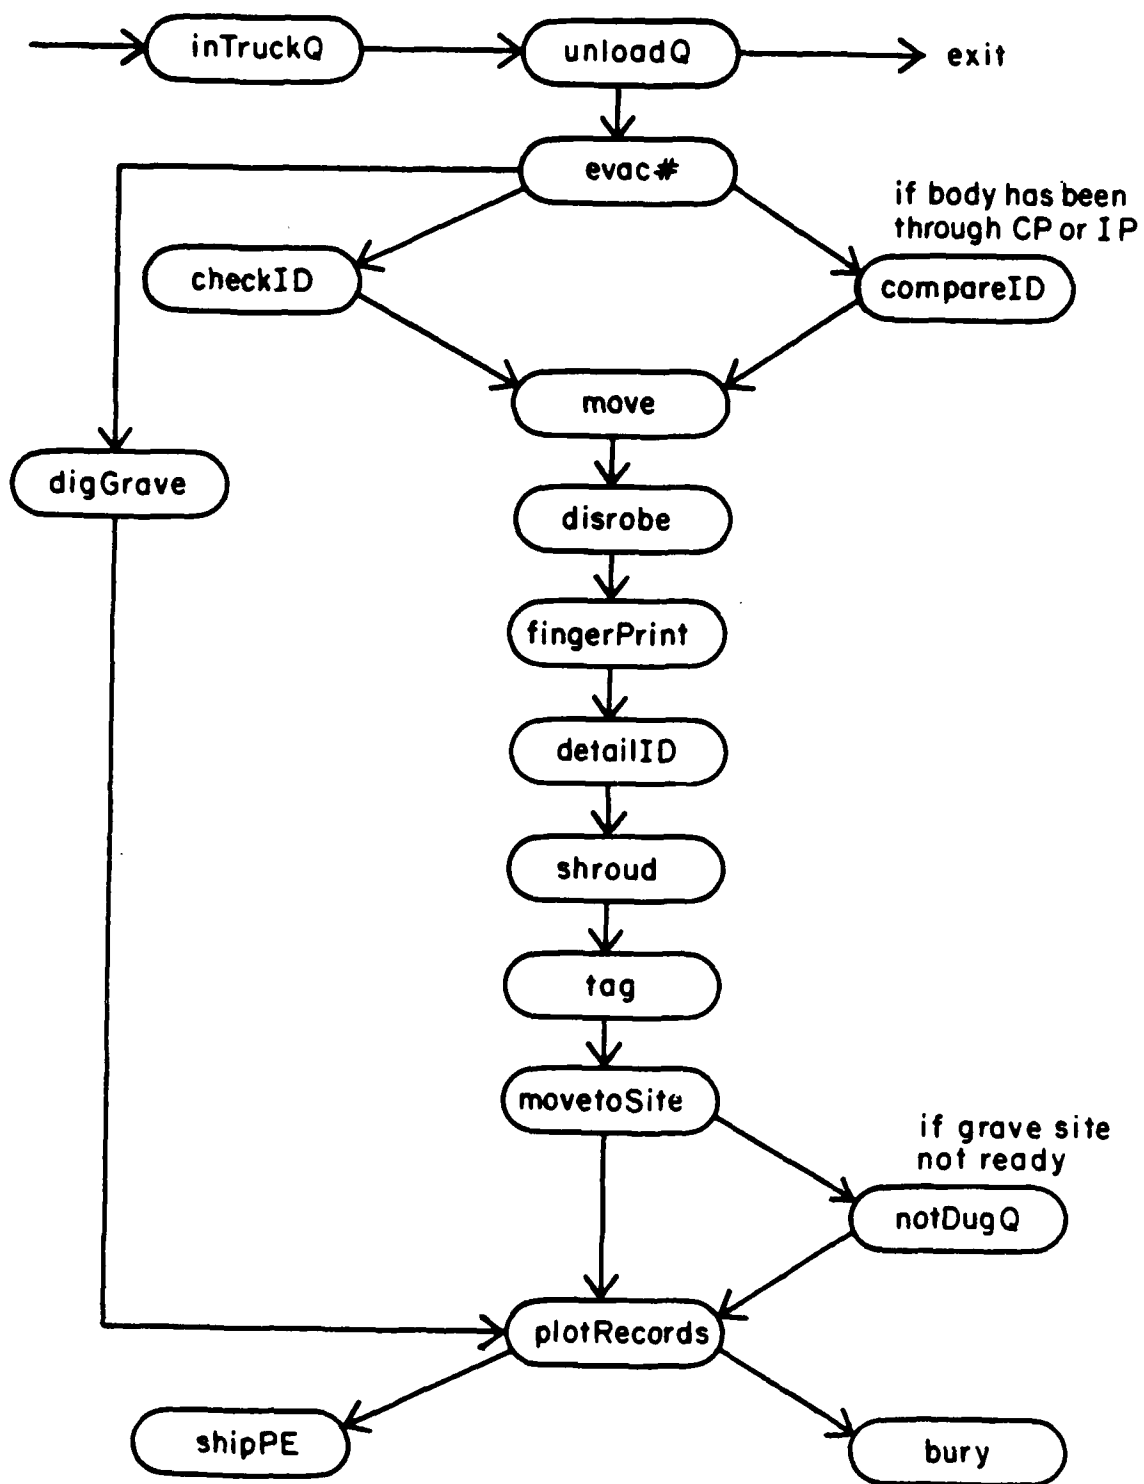 inTruckQ
unloadQ
exit
evac#
if body has been
through CP or IP
checkID
compareID
move
digGrave
disrobe
fingerPrint
detailID
shroud
tag
movetoSite
if grave site
not ready
notDugQ
plotRecords
shipPE
bury